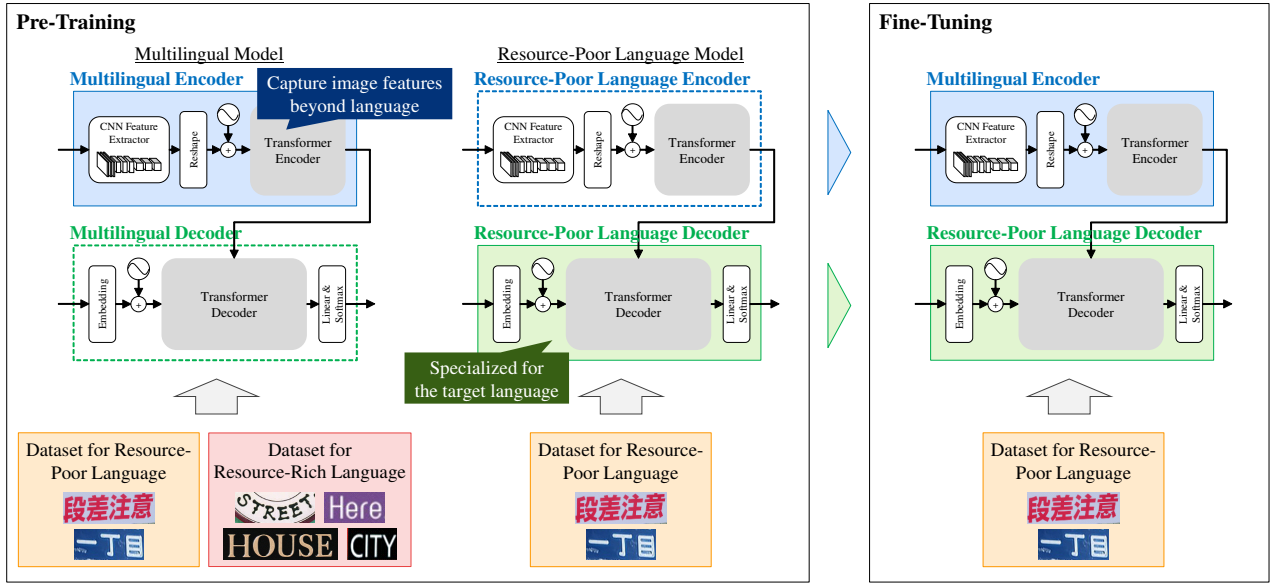 Pre-Training
Multilingual Model
Multilingual Encoder
Capture image features
beyond language
CNN Feature
Extractor
Reshape
+
Transformer
Encoder
Multilingual Decoder
Embedding
+
Transformer
Decoder
Linear &
Softmax
Resource-Poor Language Model
Resource-Poor Language Encoder
CNN Feature
Extractor
Reshape
+
Transformer
Encoder
Resource-Poor Language Decoder
Embedding
+
Transformer
Decoder
Linear &
Softmax
Specialized for
the target language
Dataset for Resource-
Poor Language
段差注意
一丁目
Dataset for
Resource-Rich Language
STREET
Here
HOUSE
CITY
Dataset for Resource-
Poor Language
段差注意
一丁目
Fine-Tuning
Multilingual Encoder
CNN Feature
Extractor
Reshape
+
Transformer
Encoder
Resource-Poor Language Decoder
Embedding
+
Transformer
Decoder
Linear &
Softmax
Dataset for Resource-
Poor Language
段差注意
一丁目